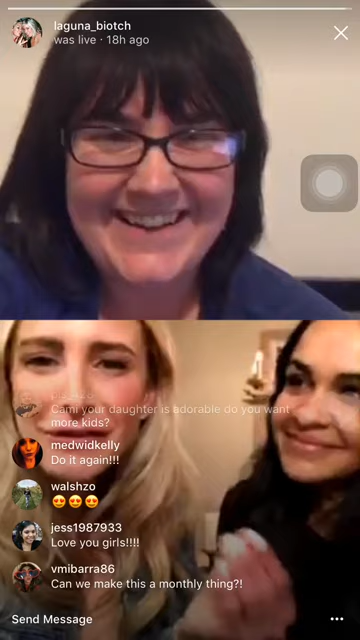 laguna_biotch
was live · 18h ago
Cami your daughter is adorable do you want
more kids?
medwidkelly
Do it again!!!
walshzo
😍😍😍
jess1987933
Love you girls!!!!
vmibarra86
Can we make this a monthly thing?!
Send Message